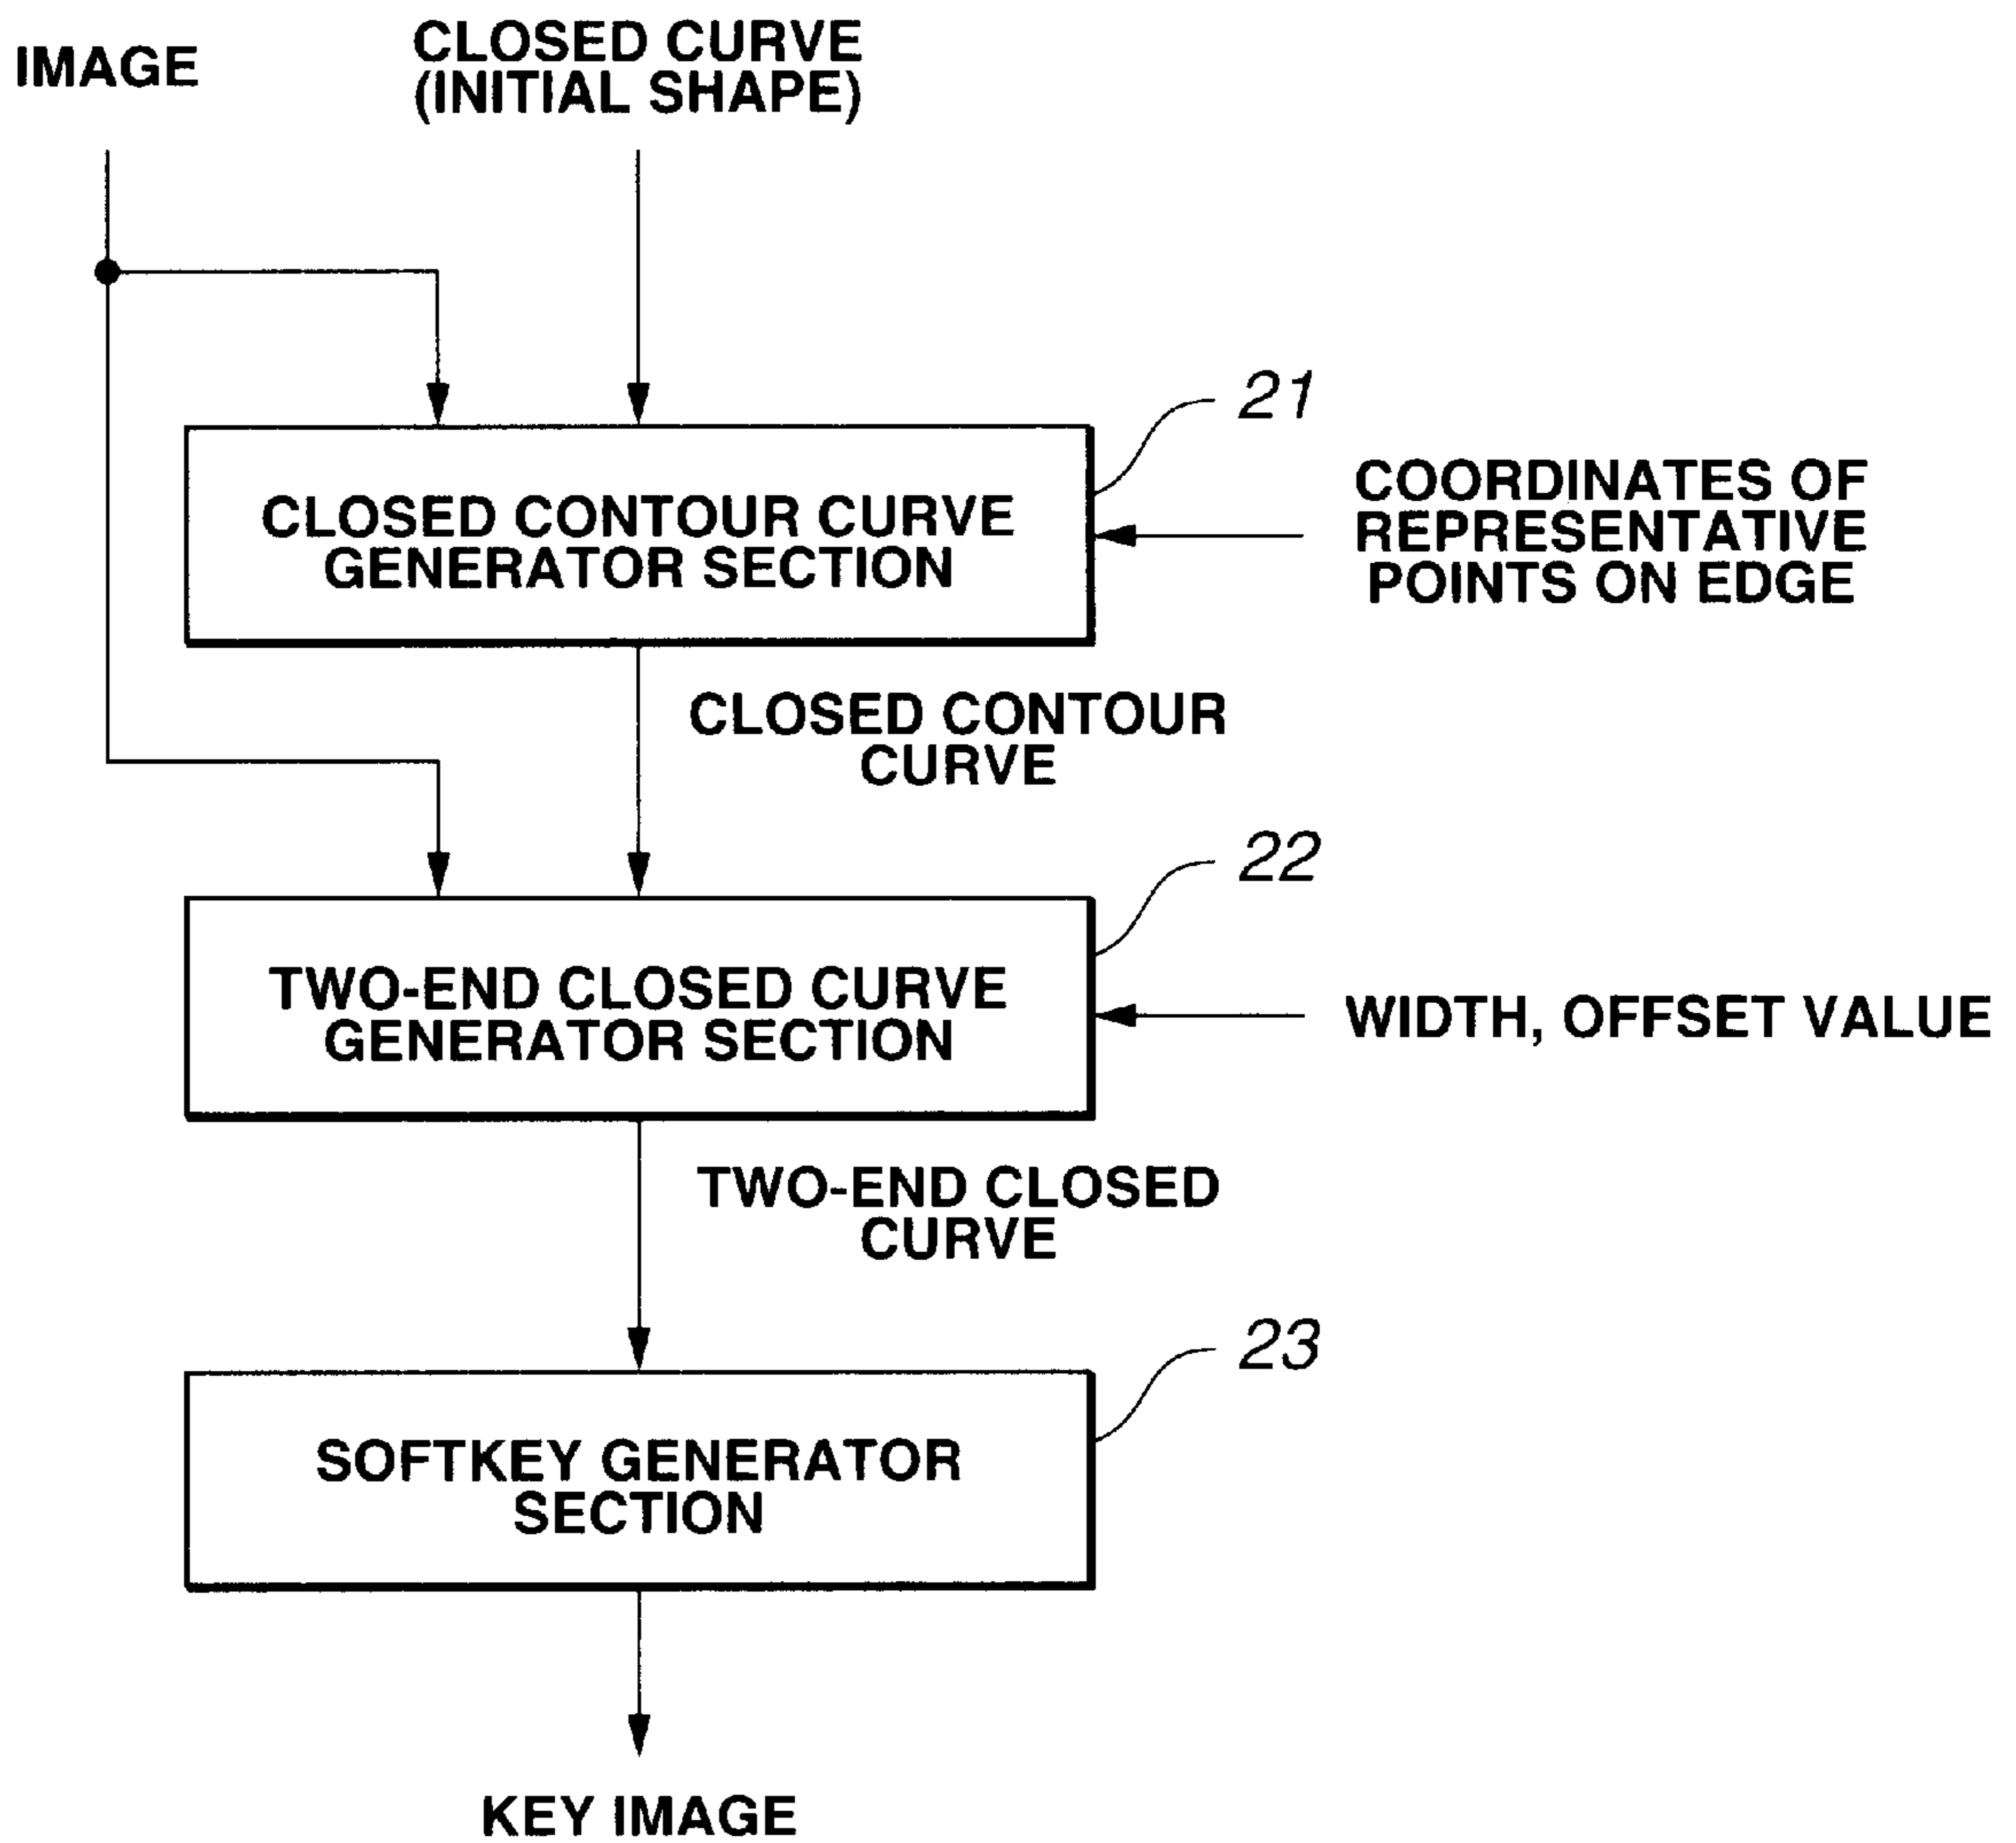 IMAGE
CLOSED CURVE
(INITIAL SHAPE)
21
CLOSED CONTOUR CURVE
GENERATOR SECTION
COORDINATES OF
REPRESENTATIVE
POINTS ON EDGE
CLOSED CONTOUR
CURVE
22
TWO-END CLOSED CURVE
GENERATOR SECTION
WIDTH, OFFSET VALUE
TWO-END CLOSED
CURVE
23
SOFTKEY GENERATOR
SECTION
KEY IMAGE